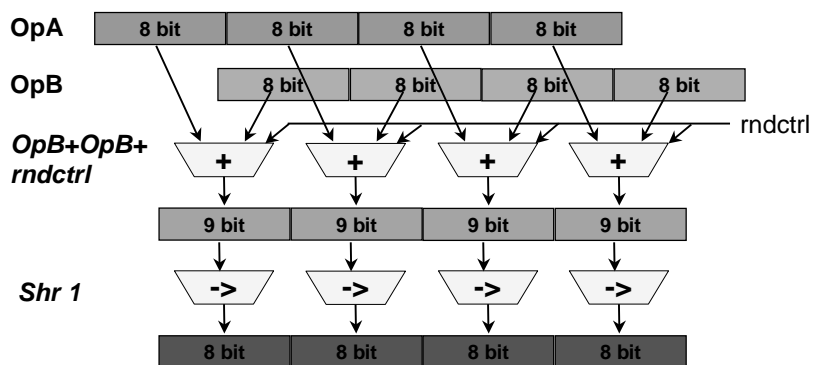 OpA 8 bit 8 bit 8 bit 8 bit
OpB 8 bit 8 bit 8 bit 8 bit
rndctrl
OpB+OpB+
rndctrl
+ + + +
9 bit 9 bit 9 bit 9 bit
Shr 1 -> -> -> ->
8 bit 8 bit 8 bit 8 bit